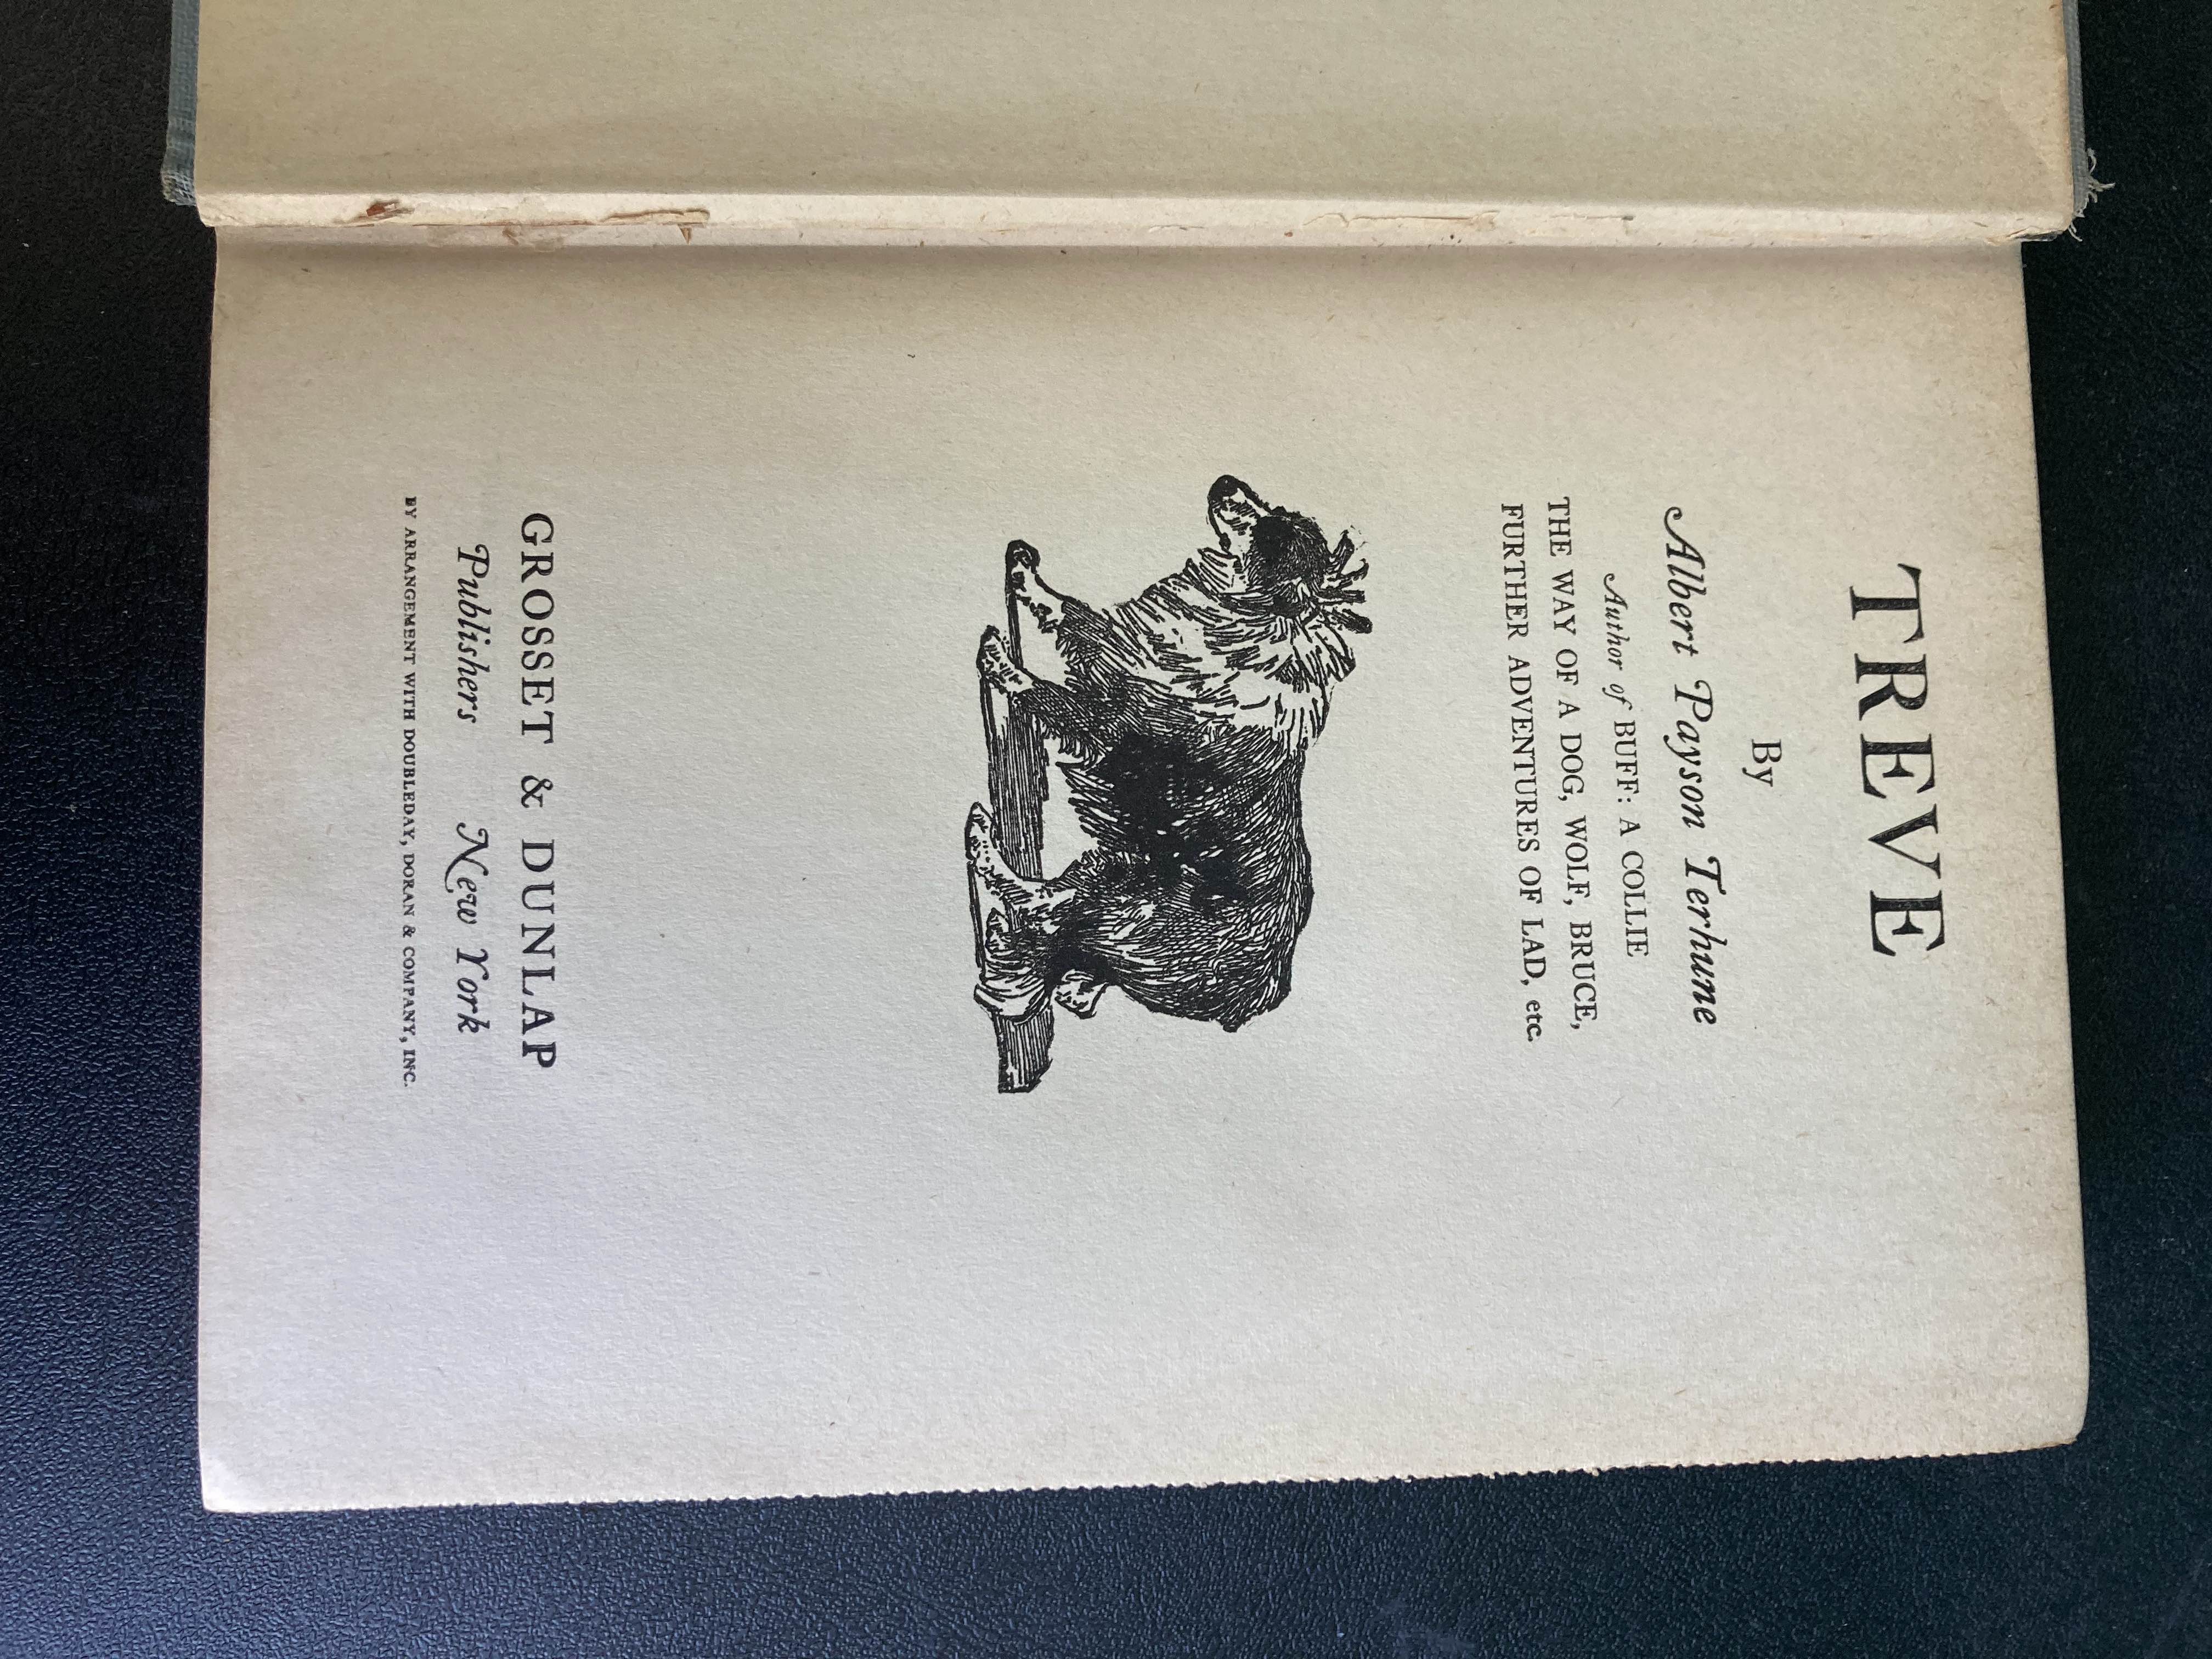 TREVE
By
Albert Payson Terhune
Author of BUFF: A COLLIE
THE WAY OF A DOG, WOLF, BRUCE,
FURTHER ADVENTURES OF LAD, etc.
GROSSET & DUNLAP
Publishers New York
BY ARRANGEMENT WITH DOUBLEDAY, DORAN & COMPANY, INC.